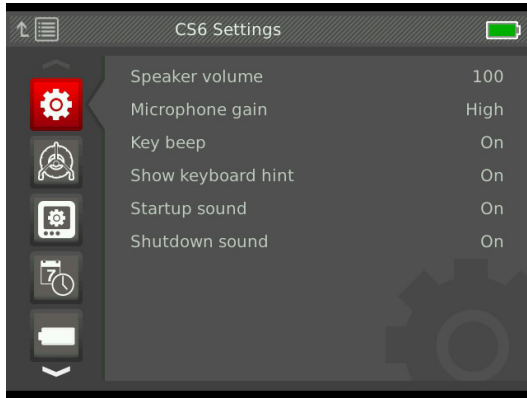 CS6 Settings
Speaker volume 100
Microphone gain High
Key beep On
Show keyboard hint On
Startup sound On
Shutdown sound On
7